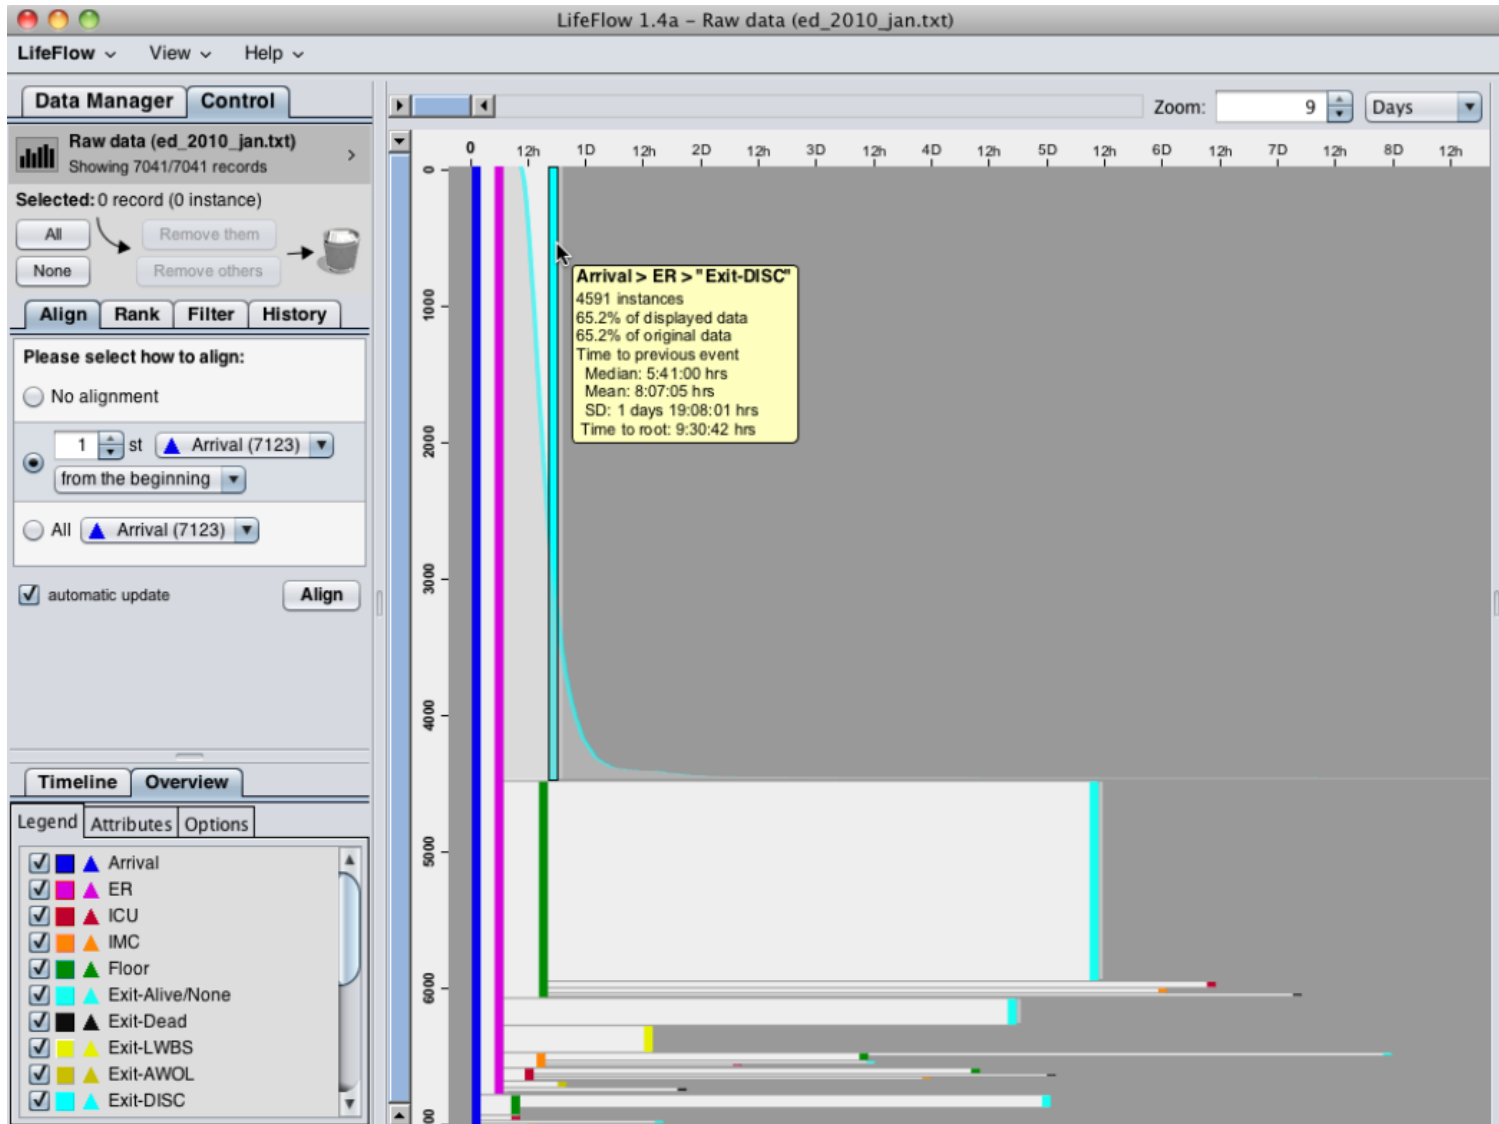 LifeFlow 1.4a – Raw data (ed_2010_jan.txt)
LifeFlow View Help
Data Manager Control
Raw data (ed_2010_jan.txt)
Showing 7041/7041 records
Selected: 0 record (0 instance)
All Remove them
None Remove others
Align Rank Filter History
Please select how to align:
No alignment
1 st Arrival (7123)
from the beginning
All Arrival (7123)
automatic update Align
Timeline Overview
Legend Attributes Options
Arrival
ER
ICU
IMC
Floor
Exit-Alive/None
Exit-Dead
Exit-LWBS
Exit-AWOL
Exit-DISC
Zoom: 9 Days
0 12h 1D 12h 2D 12h 3D 12h 4D 12h 5D 12h 6D 12h 7D 12h 8D 12h
0
1000
2000
3000
4000
5000
6000
Arrival > ER > "Exit-DISC"
4591 instances
65.2% of displayed data
65.2% of original data
Time to previous event
Median: 5:41:00 hrs
Mean: 8:07:05 hrs
SD: 1 days 19:08:01 hrs
Time to root: 9:30:42 hrs